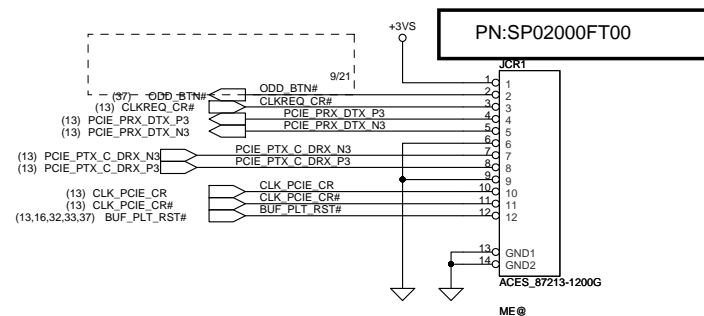 +3VS
PN:SP02000FT00
JCR1
9/21
(37) ODD_BTN# ODD_BTN# 1 1
(13) CLKREQ_CR# CLKREQ_CR# 2 2
(13) PCIE_PRX_DTX_P3 PCIE_PRX_DTX_P3 3 3
(13) PCIE_PRX_DTX_N3 PCIE_PRX_DTX_N3 4 4
5 5
6 6
(13) PCIE_PTX_C_DRX_N3 PCIE_PTX_C_DRX_N3 7 7
(13) PCIE_PTX_C_DRX_P3 PCIE_PTX_C_DRX_P3 8 8
9 9
(13) CLK_PCIE_CR CLK_PCIE_CR 10 10
(13) CLK_PCIE_CR# CLK_PCIE_CR# 11 11
(13,16,32,33,37) BUF_PLT_RST# BUF_PLT_RST# 12 12
13 GND1
14 GND2
ACES_87213-1200G
ME@